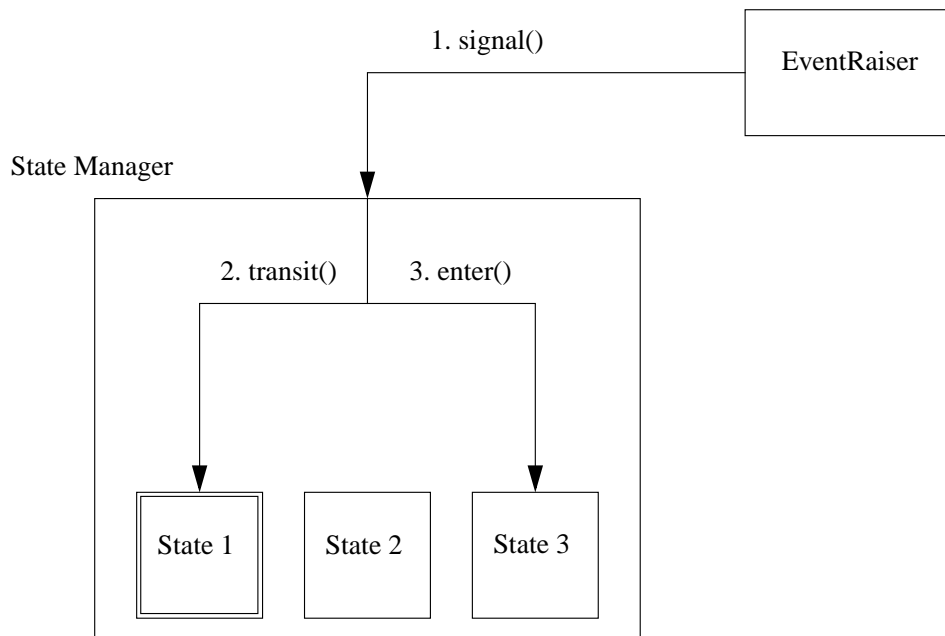 1. signal()
EventRaiser
State Manager
2. transit()
3. enter()
State 1
State 2
State 3